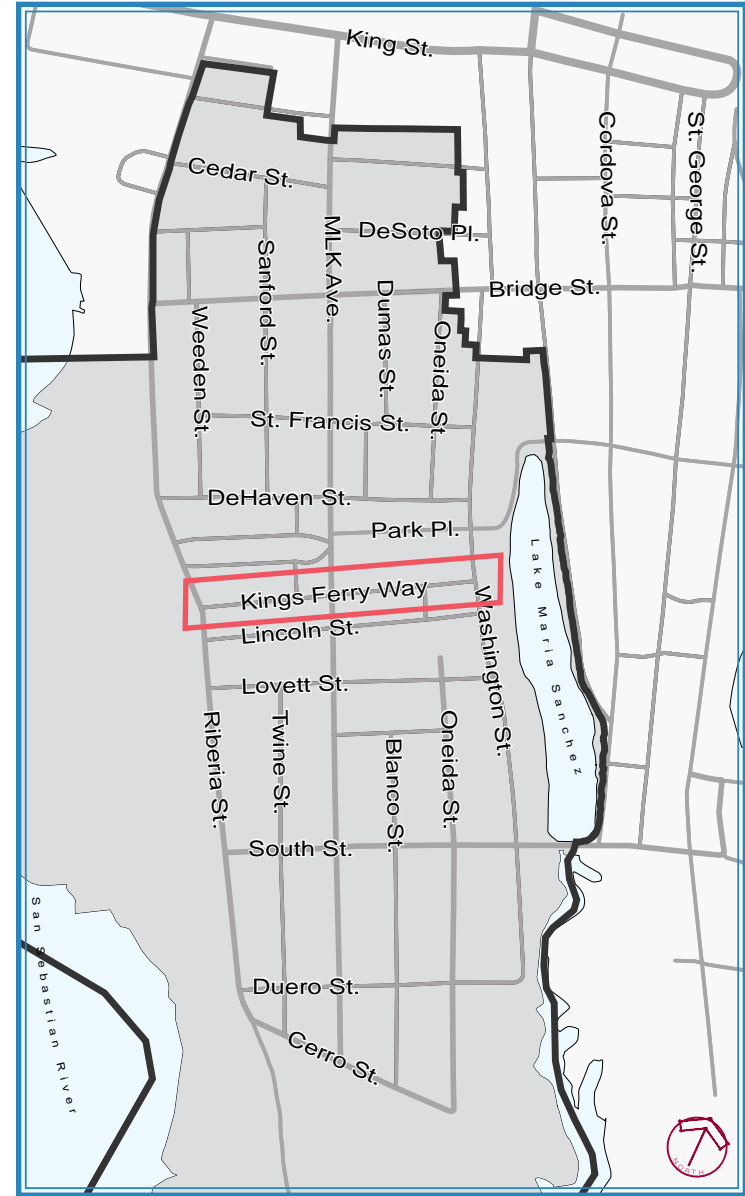 King St.
Cordova St.
St. George St.
Cedar St.
MLK Ave.
DeSoto Pl.
Sanford St.
Bridge St.
Dumas St.
Weeden St.
Oneida St.
St. Francis St.
DeHaven St.
Park Pl.
Lake Maria Sanchez
Kings Ferry Way
Washington St.
Lincoln St.
Lovett St.
Riberia St.
Twine St.
Oneida St.
Blanco St.
South St.
San Sebastian River
Duero St.
Cerro St.
NORTH